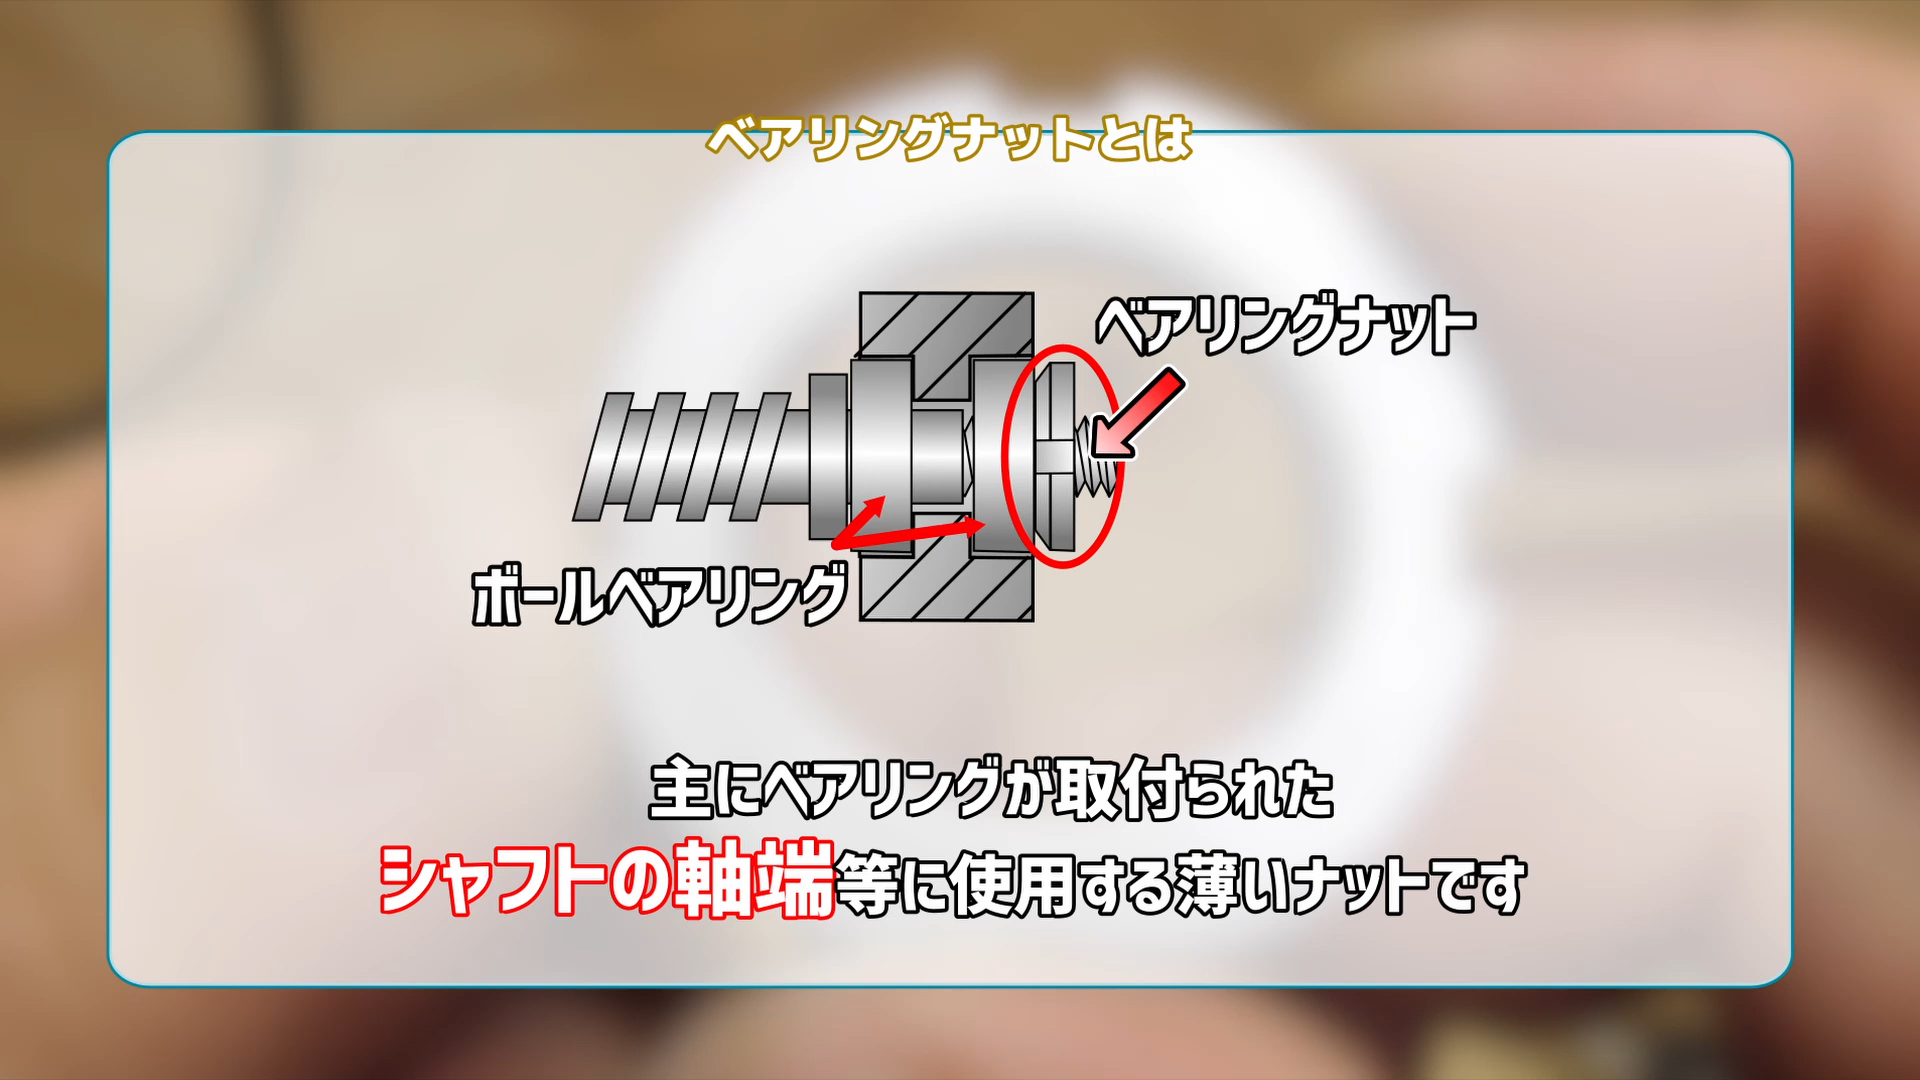 ベアリングナットとは
ベアリングナット
ボールベアリング
主にベアリングが取付られた
シャフトの軸端等に使用する薄いナットです